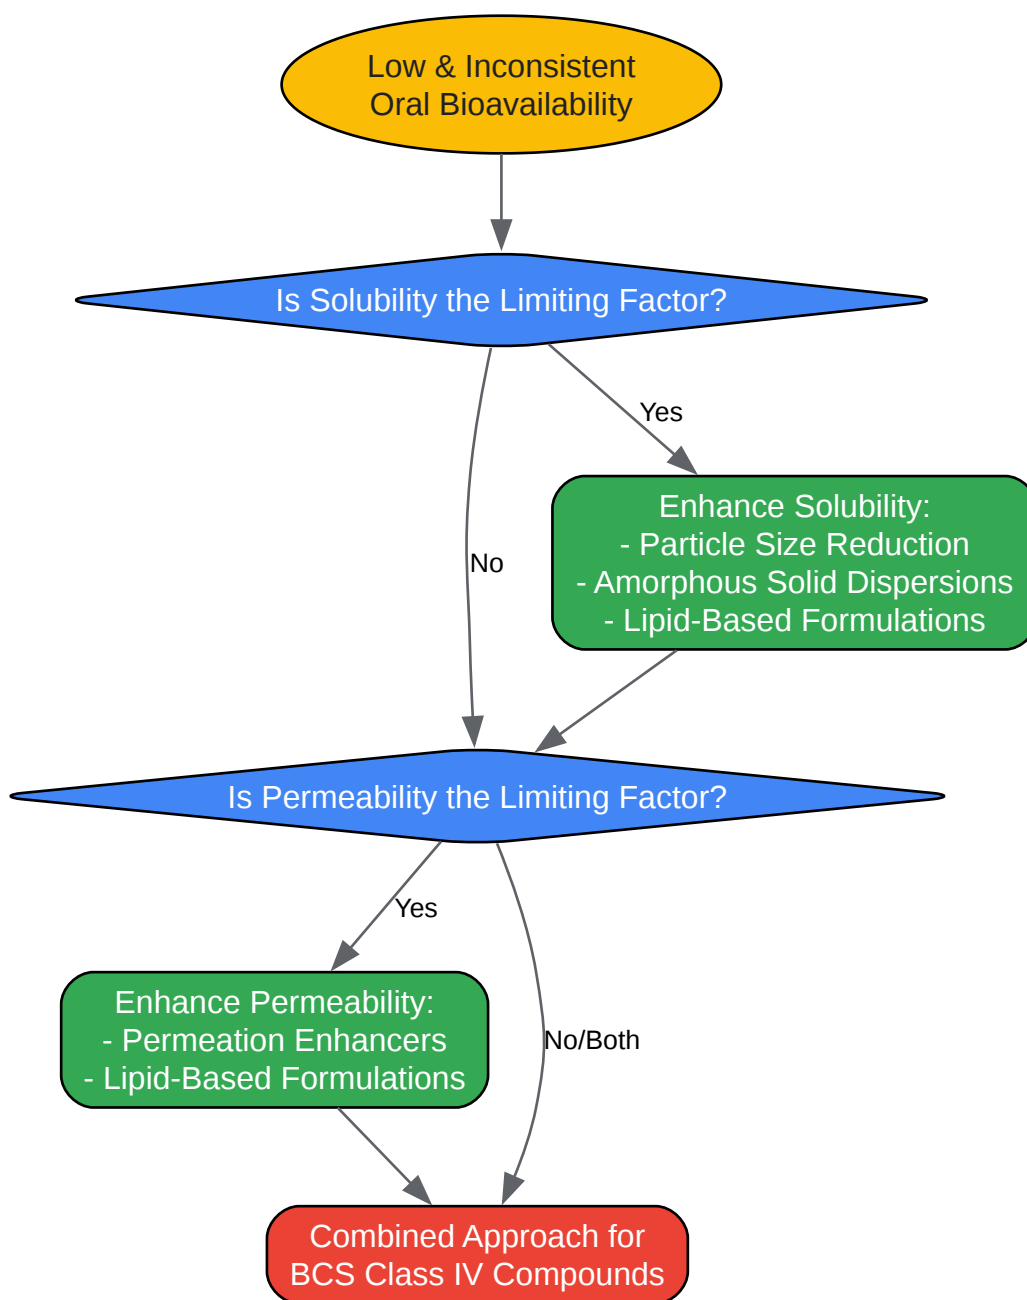 Low & Inconsistent
Oral Bioavailability
Is Solubility the Limiting Factor?
Yes
Enhance Solubility:
- Particle Size Reduction
- Amorphous Solid Dispersions
- Lipid-Based Formulations
No
Is Permeability the Limiting Factor?
Yes
Enhance Permeability:
- Permeation Enhancers
- Lipid-Based Formulations
No/Both
Combined Approach for
BCS Class IV Compounds